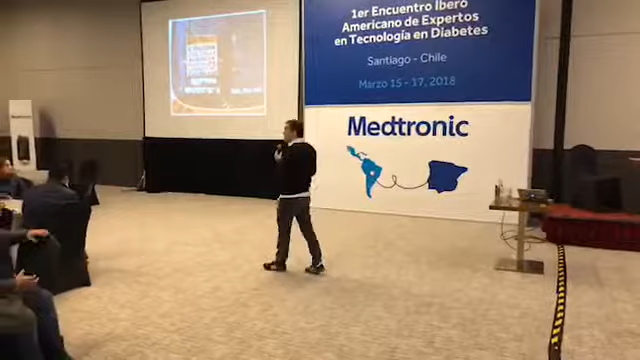 1er Encuentro Ibero
Americano de Expertos
en Tecnología en Diabetes
Santiago - Chile
Marzo 15 - 17, 2018
Medtronic